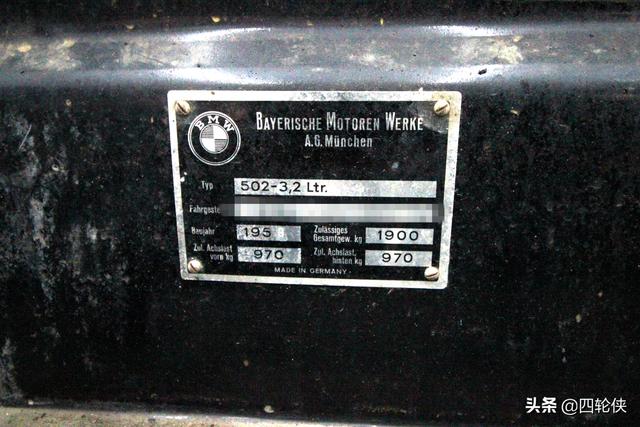 BMW
BAYERISCHE MOTOREN WERKE
A.G. München
Typ 502-3,2 Ltr.
Fahrgeste
Baujahr 195 Zulässiges Gesamtgew. kg 1900
Zul. Achslast vorn kg 970 Zul. Achslast. hinten kg 970
MADE IN GERMANY
头条 @四轮侠